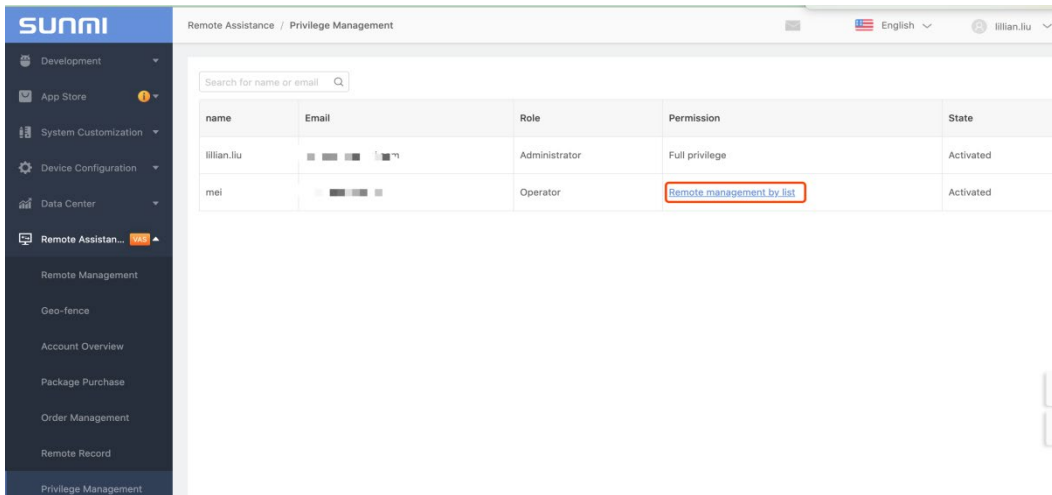 SUNMI
Remote Assistance / Privilege Management
English
lillian.liu
Development
App Store
System Customization
Device Configuration
Data Center
Remote Assistan... VAS
Remote Management
Geo-fence
Account Overview
Package Purchase
Order Management
Remote Record
Privilege Management
Search for name or email
name Email Role Permission State
lillian.liu Administrator Full privilege Activated
mei Operator Remote management by list Activated